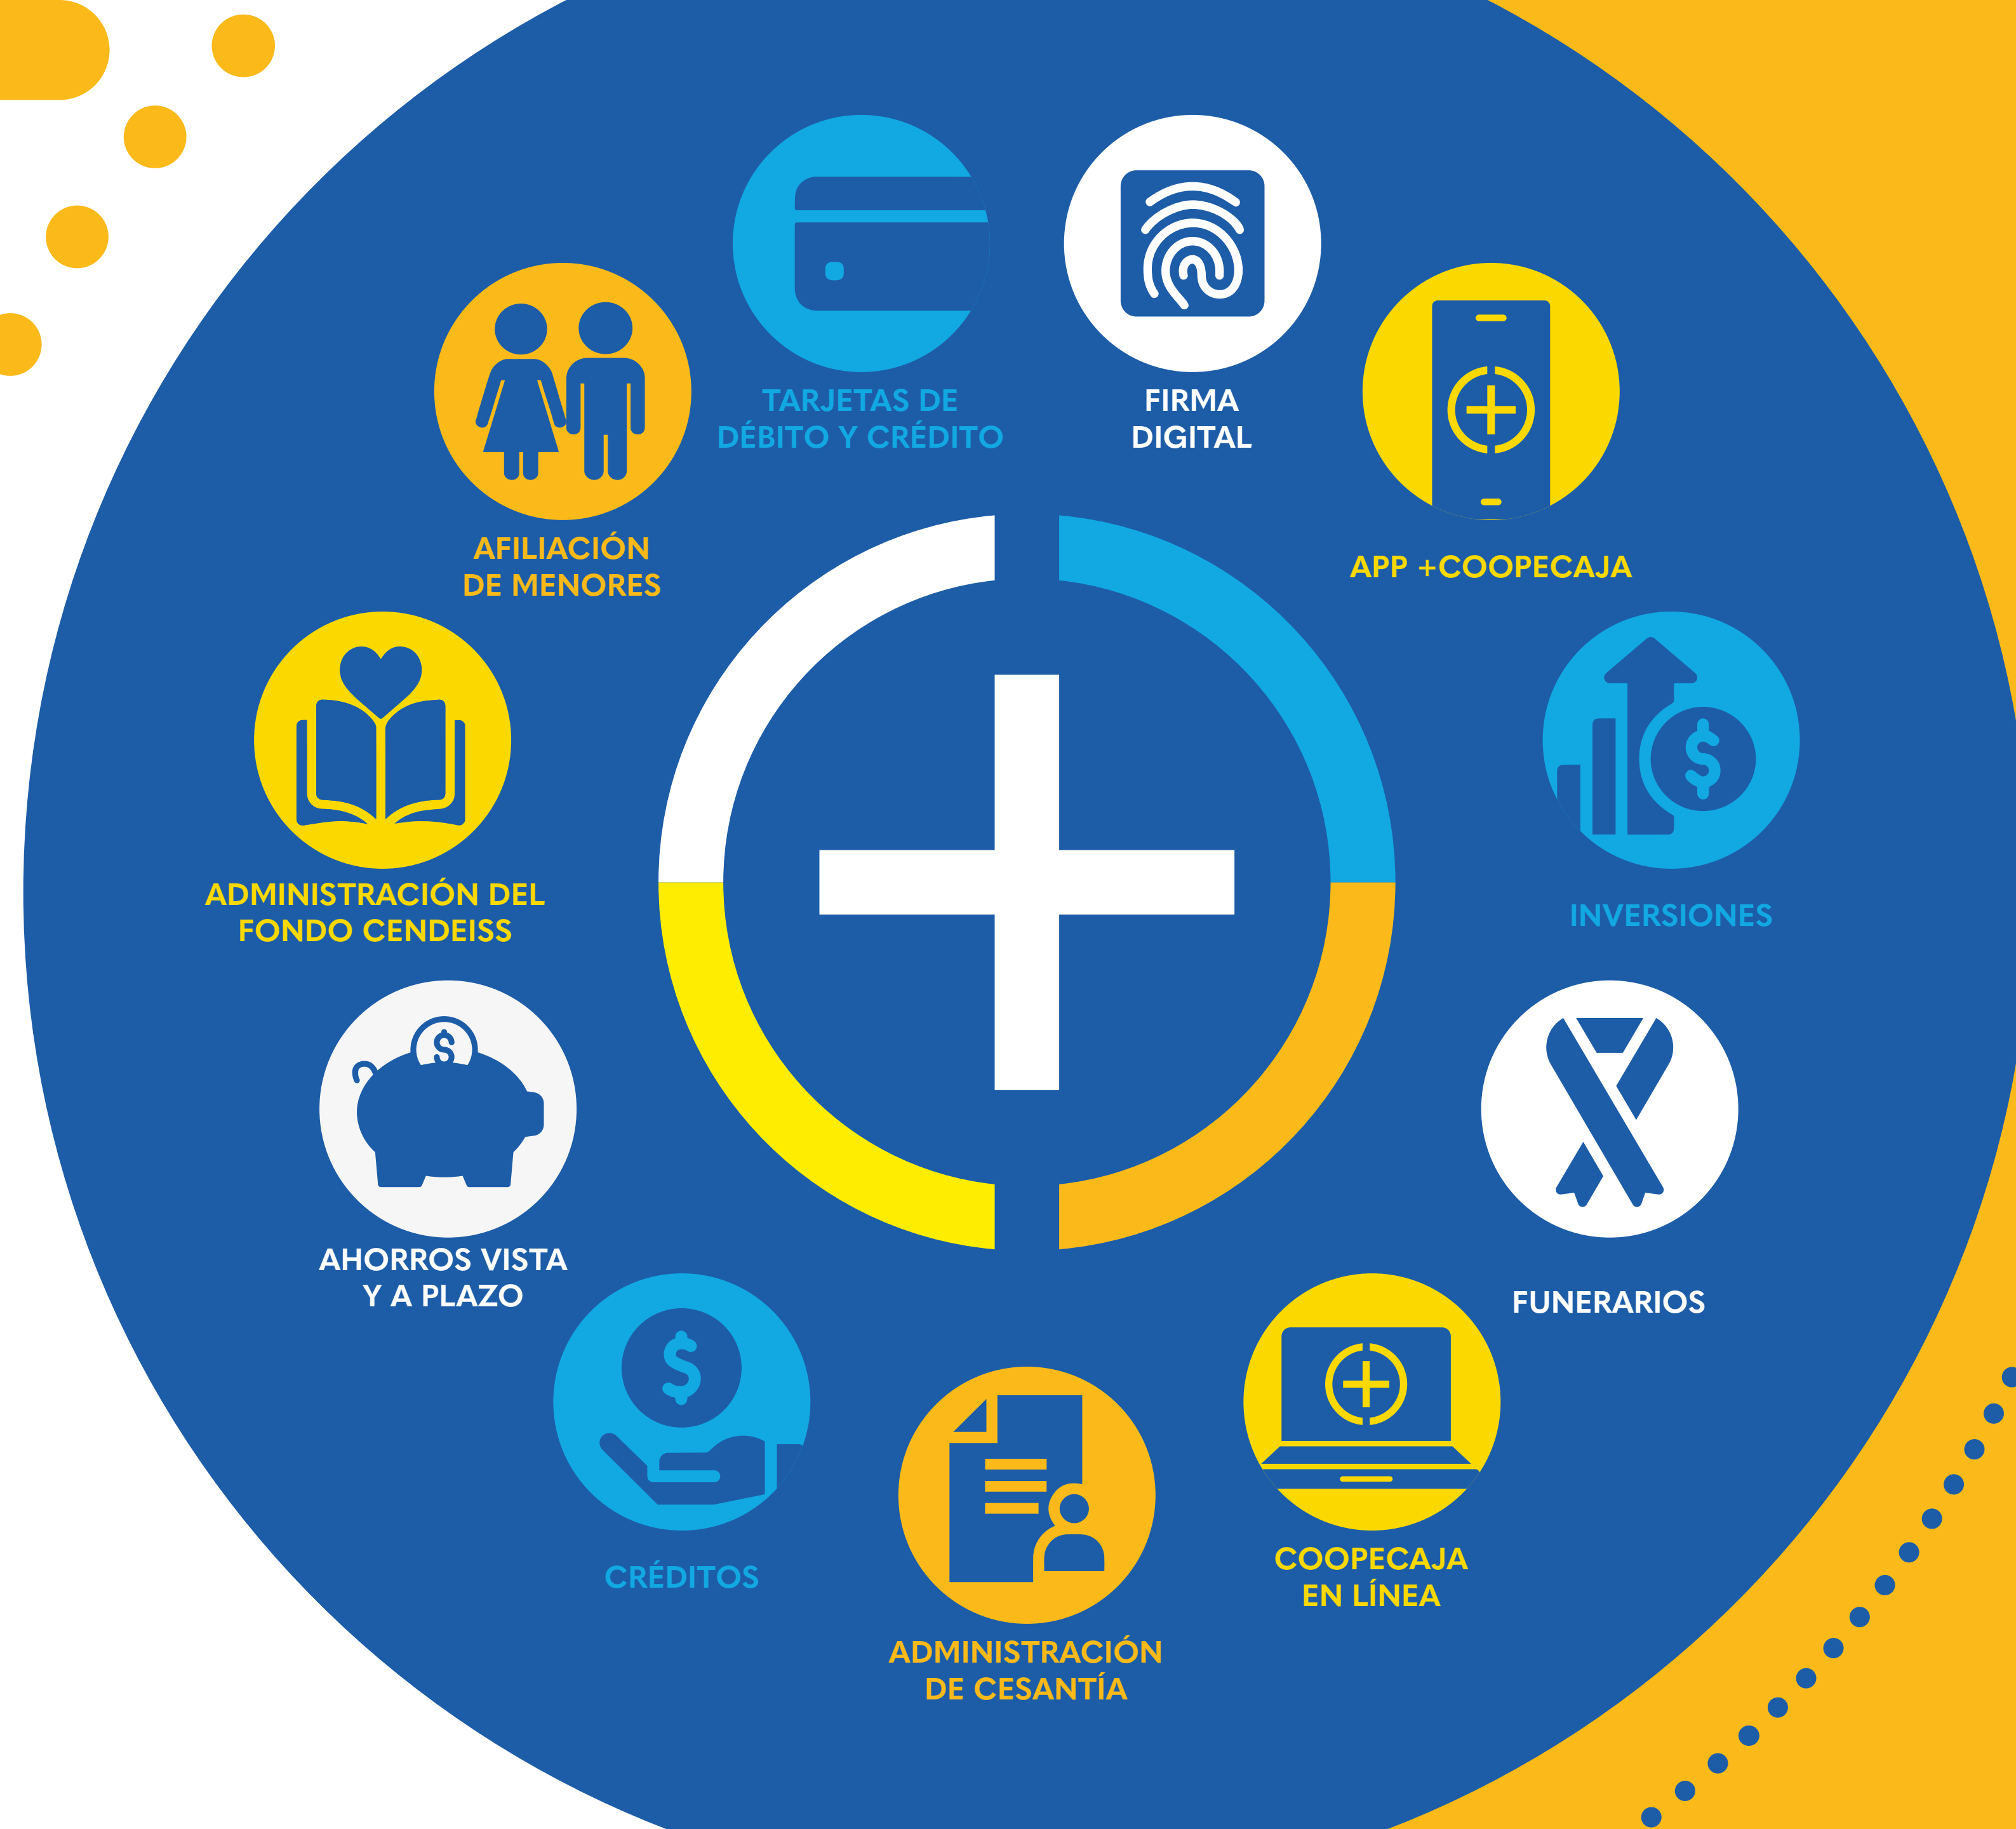 TARJETAS DE
DÉBITO Y CRÉDITO
FIRMA
DIGITAL
AFILIACIÓN
DE MENORES
APP +COOPECAJA
ADMINISTRACIÓN DEL
FONDO CENDEISSS
INVERSIONES
AHORROS VISTA
Y A PLAZO
FUNERARIOS
CRÉDITOS
COOPECAJA
EN LÍNEA
ADMINISTRACIÓN
DE CESANTÍA